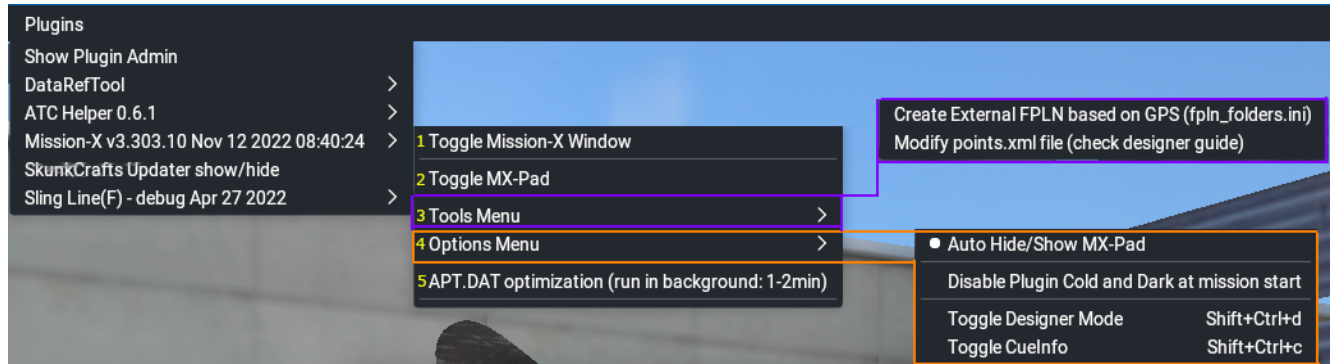 Plugins
Show Plugin Admin
DataRefTool
ATC Helper 0.6.1
Mission-X v3.303.10 Nov 12 2022 08:40:24
SkunkCrafts Updater show/hide
Sling Line(F) - debug Apr 27 2022
1 Toggle Mission-X Window
2 Toggle MX-Pad
3 Tools Menu
4 Options Menu
5 APT.DAT optimization (run in background: 1-2min)
Create External FPLN based on GPS (fpln_folders.ini)
Modify points.xml file (check designer guide)
Auto Hide/Show MX-Pad
Disable Plugin Cold and Dark at mission start
Toggle Designer Mode Shift+Ctrl+d
Toggle CueInfo Shift+Ctrl+c